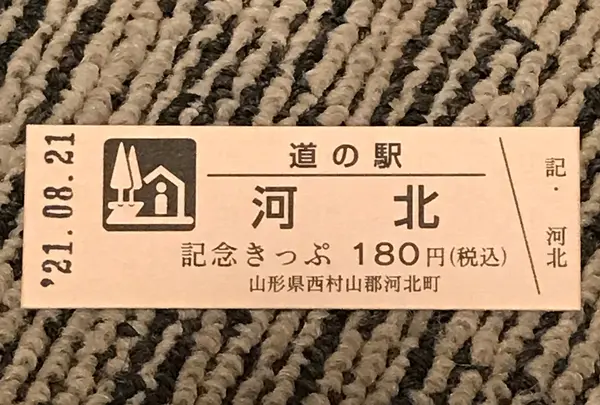 '21.08.21
道の駅
河北
記念きっぷ 180円(税込)
山形県西村山郡河北町
記・河北